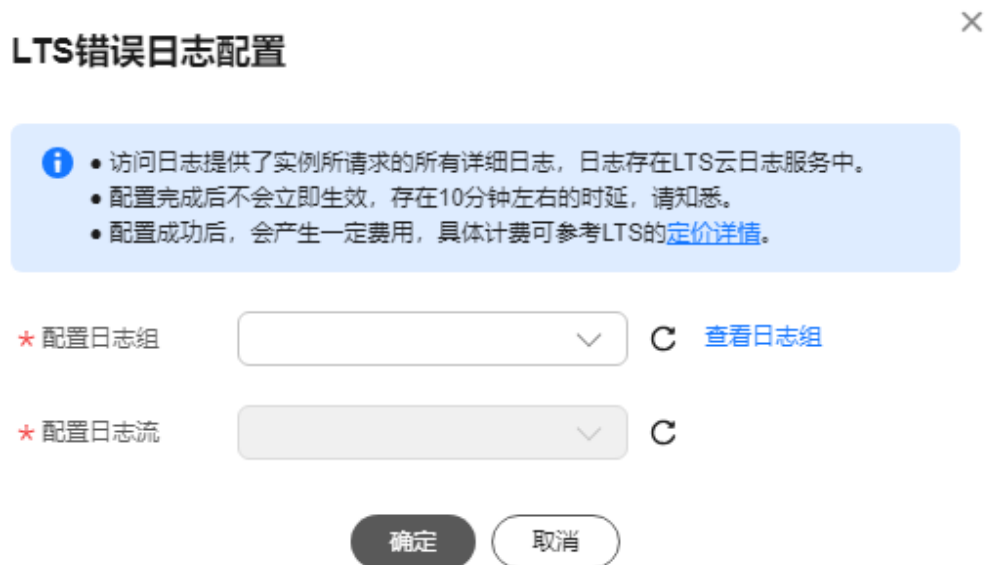 LTS错误日志配置
● 访问日志提供了实例所请求的所有详细日志，日志存在LTS云日志服务中。
● 配置完成后不会立即生效，存在10分钟左右的时延，请知悉。
● 配置成功后，会产生一定费用，具体计费可参考LTS的定价详情。
* 配置日志组 查看日志组
* 配置日志流
确定 取消